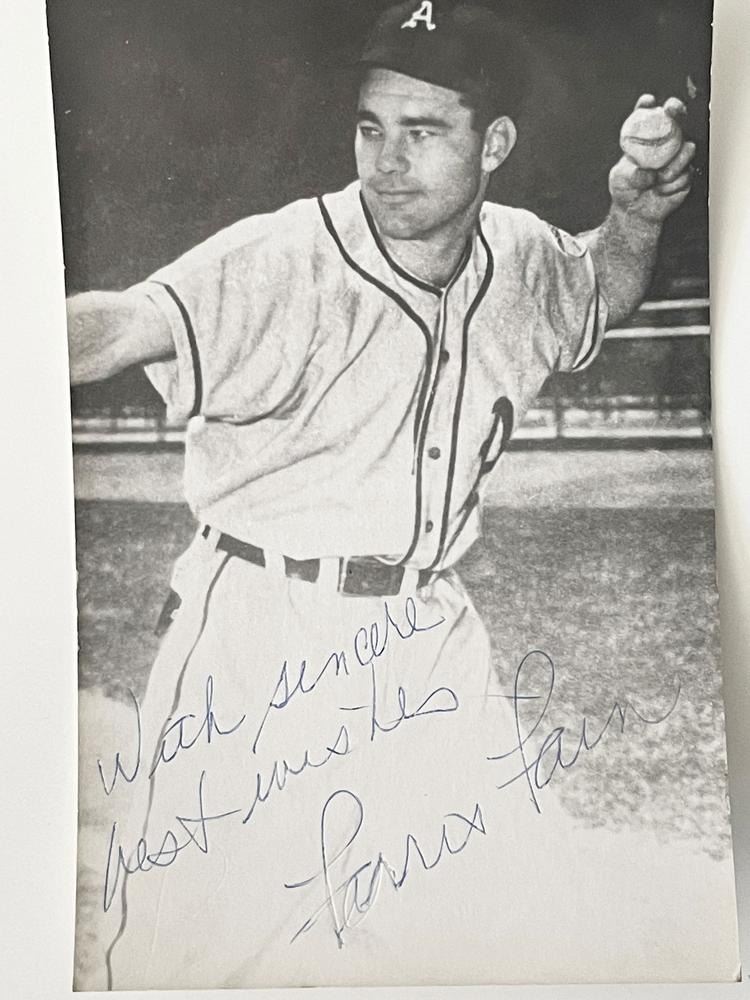 A
A
With sincere
best wishes
Ferris Fain